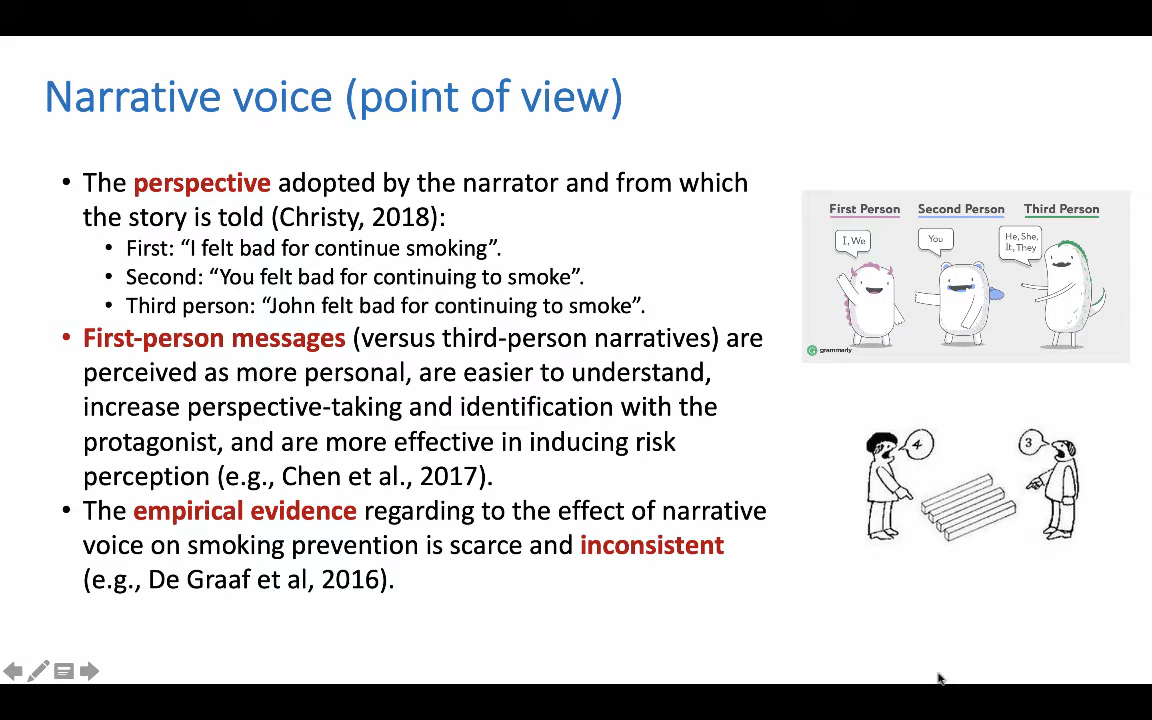 Narrative voice (point of view)
• The perspective adopted by the narrator and from which
the story is told (Christy, 2018):
• First: “I felt bad for continue smoking”.
• Second: “You felt bad for continuing to smoke”.
• Third person: “John felt bad for continuing to smoke”.
• First-person messages (versus third-person narratives) are
perceived as more personal, are easier to understand,
increase perspective-taking and identification with the
protagonist, and are more effective in inducing risk
perception (e.g., Chen et al., 2017).
• The empirical evidence regarding to the effect of narrative
voice on smoking prevention is scarce and inconsistent
(e.g., De Graaf et al, 2016).
First Person Second Person Third Person
I, We
You
He, She,
It, They
grammarly
4
3